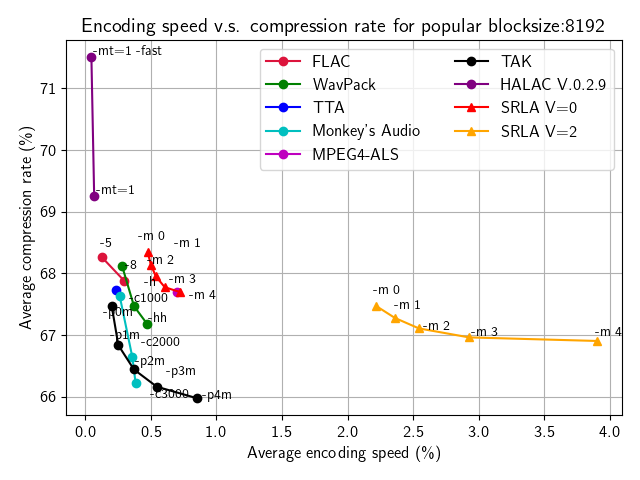 Encoding speed v.s. compression rate for popular blocksize:8192
-mt=1 -fast
FLAC
WavPack
TTA
Monkey's Audio
MPEG4-ALS
TAK
HALAC V.0.2.9
SRLA V=0
SRLA V=2
71
70
-mt=1
69
-m 0
-5
-m 1
-m 2
-8
68
-m 3
-h
-m 4
-c1000
-m 0
-m 1
-p0m
-hh
-m 2
-m 3
-m 4
67
-p1m
-c2000
-p2m
-p3m
-c3000
-p4m
66
0.0 0.5 1.0 1.5 2.0 2.5 3.0 3.5 4.0
Average encoding speed (%)
Average compression rate (%)